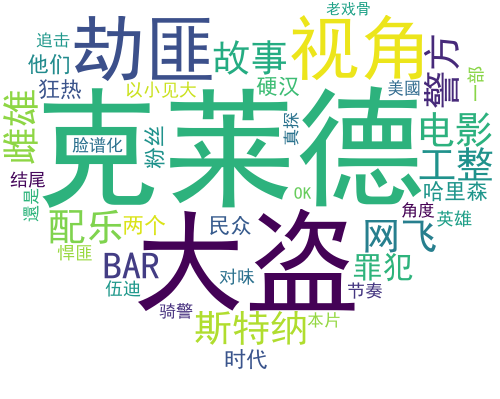 老戏骨
追击
劫匪
视角
他们
故事
警方
狂热
以小见大
硬汉
美國
一部
雌雄
克莱德
脸谱化
粉丝
真探
电影
工整
结尾
OK
哈里森
還是
配乐
两个
大盗
民众
网飞
角度
英雄
悍匪
BAR
对味
罪犯
伍迪
节奏
骑警
斯特纳
本片
时代